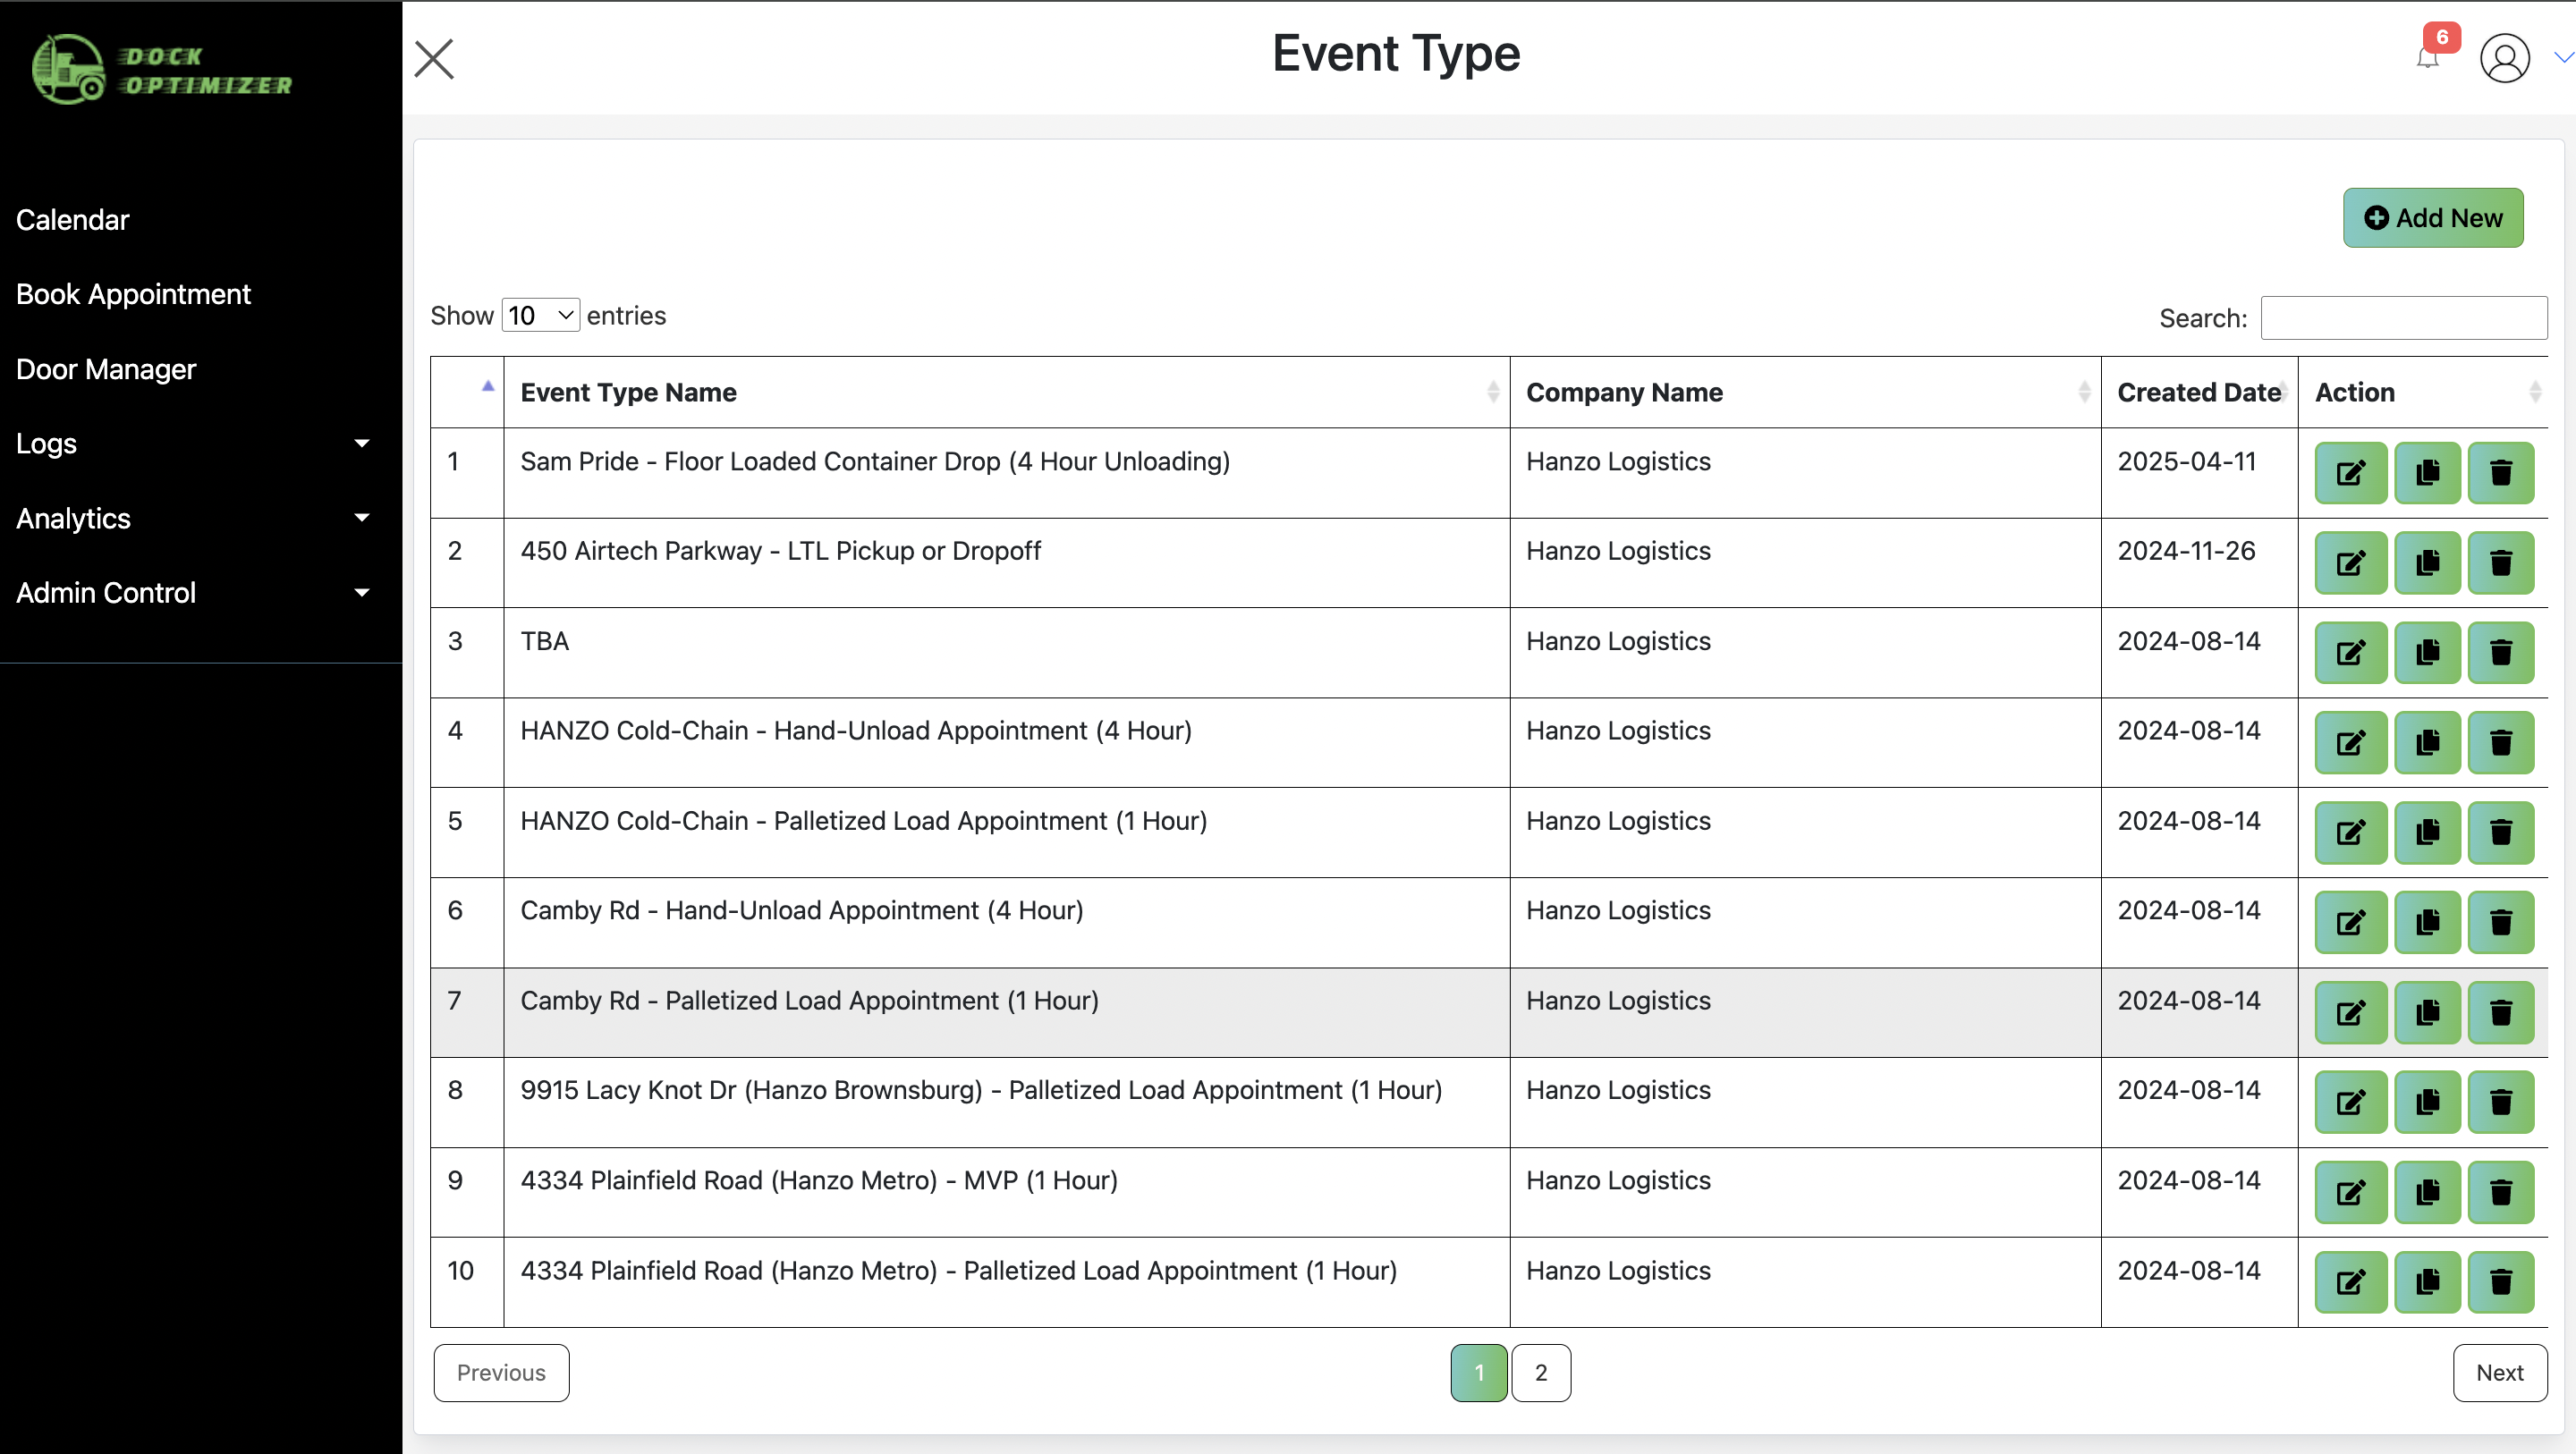 DOCK
OPTIMIZER
Event Type
6
Calendar
Book Appointment
Door Manager
Logs
Analytics
Admin Control
Add New
Show 10 entries
Search:
Event Type Name Company Name Created Date Action
1 Sam Pride - Floor Loaded Container Drop (4 Hour Unloading) Hanzo Logistics 2025-04-11
2 450 Airtech Parkway - LTL Pickup or Dropoff Hanzo Logistics 2024-11-26
3 TBA Hanzo Logistics 2024-08-14
4 HANZO Cold-Chain - Hand-Unload Appointment (4 Hour) Hanzo Logistics 2024-08-14
5 HANZO Cold-Chain - Palletized Load Appointment (1 Hour) Hanzo Logistics 2024-08-14
6 Camby Rd - Hand-Unload Appointment (4 Hour) Hanzo Logistics 2024-08-14
7 Camby Rd - Palletized Load Appointment (1 Hour) Hanzo Logistics 2024-08-14
8 9915 Lacy Knot Dr (Hanzo Brownsburg) - Palletized Load Appointment (1 Hour) Hanzo Logistics 2024-08-14
9 4334 Plainfield Road (Hanzo Metro) - MVP (1 Hour) Hanzo Logistics 2024-08-14
10 4334 Plainfield Road (Hanzo Metro) - Palletized Load Appointment (1 Hour) Hanzo Logistics 2024-08-14
Previous 1 2 Next